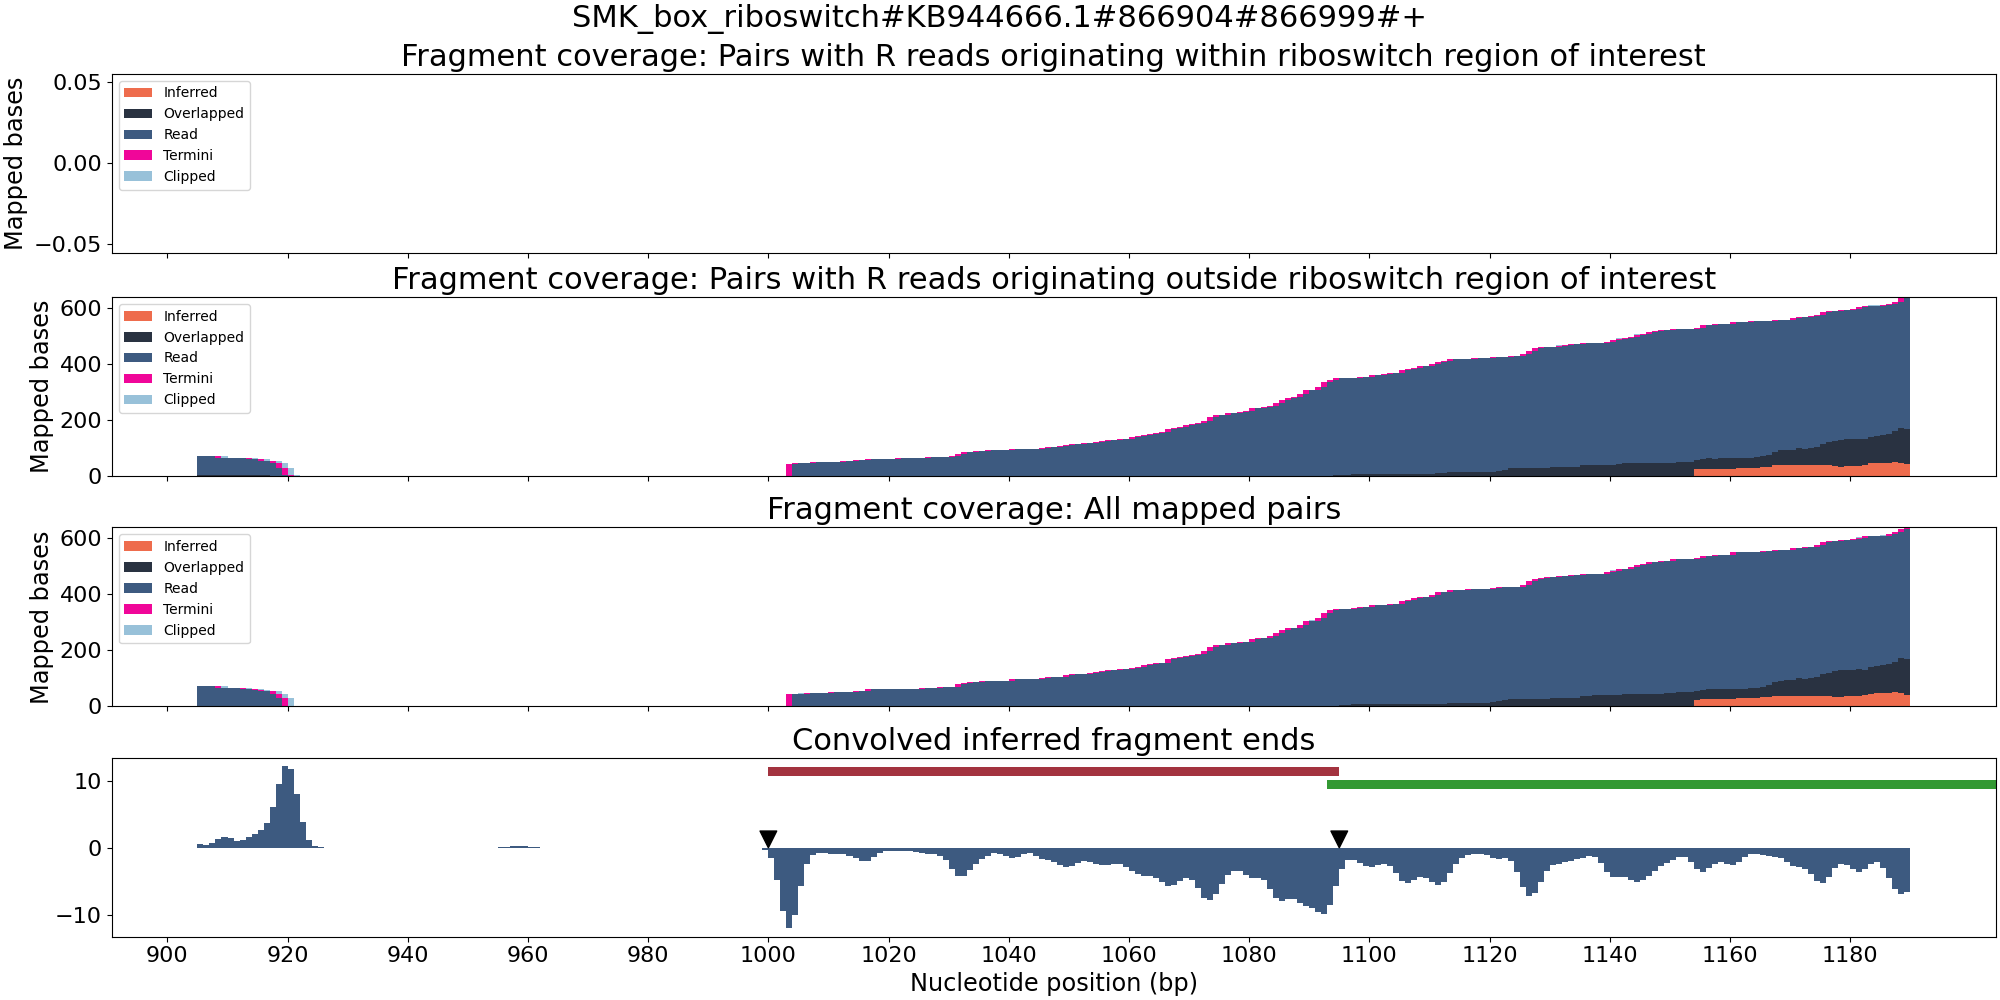 SMK_box_riboswitch#KB944666.1#866904#866999#+
Fragment coverage: Pairs with R reads originating within riboswitch region of interest
Mapped bases
0.05
0.00
−0.05
Inferred
Overlapped
Read
Termini
Clipped
Fragment coverage: Pairs with R reads originating outside riboswitch region of interest
Mapped bases
600
400
200
0
Inferred
Overlapped
Read
Termini
Clipped
Fragment coverage: All mapped pairs
Mapped bases
600
400
200
0
Inferred
Overlapped
Read
Termini
Clipped
Convolved inferred fragment ends
10
0
−10
900 920 940 960 980 1000 1020 1040 1060 1080 1100 1120 1140 1160 1180
Nucleotide position (bp)